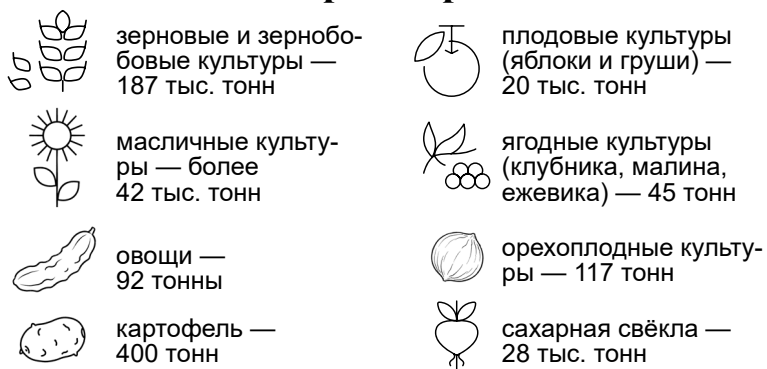 зерновые и зернобо-
бовые культуры —
187 тыс. тонн
масличные культу-
ры — более
42 тыс. тонн
овощи —
92 тонны
картофель —
400 тонн
плодовые культуры
(яблоки и груши) —
20 тыс. тонн
ягодные культуры
(клубника, малина,
ежевика) — 45 тонн
орехоплодные культу-
ры — 117 тонн
сахарная свёкла —
28 тыс. тонн